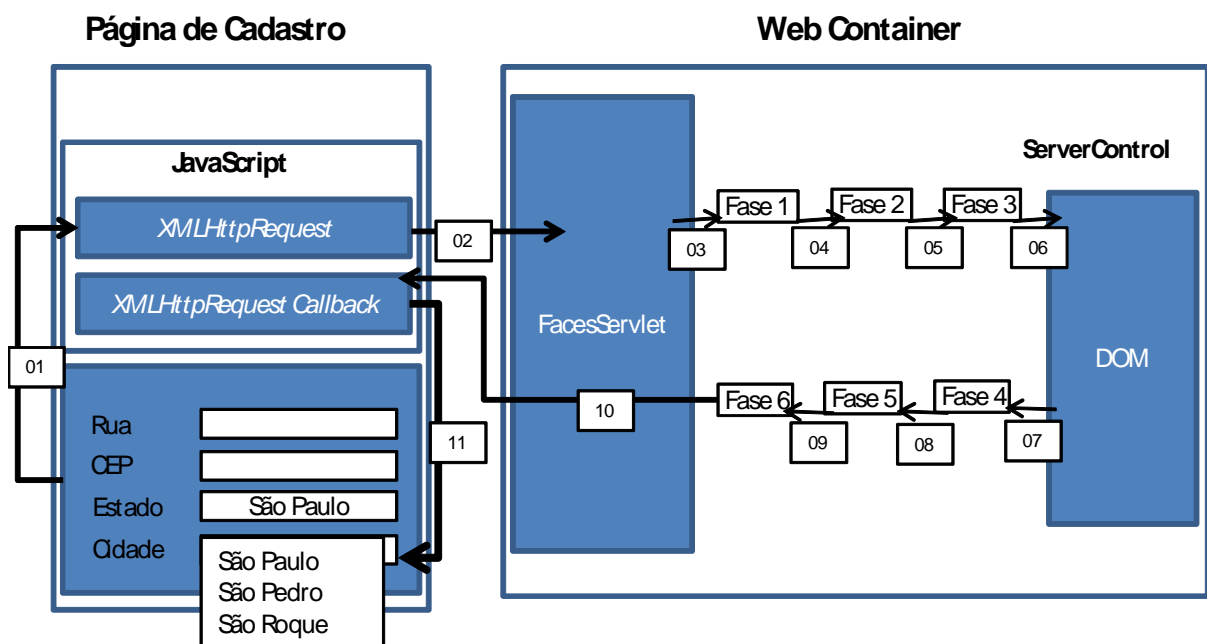 Página de Cadastro
Web Container
JavaScript
XMLHttpRequest
XMLHttpRequest Callback
01
02
Rua
CEP
Estado
São Paulo
Cidade
São Paulo
São Pedro
São Roque
11
FacesServlet
10
ServerControl
Fase 1
Fase 2
Fase 3
03
04
05
06
DOM
Fase 6
Fase 5
Fase 4
09
08
07